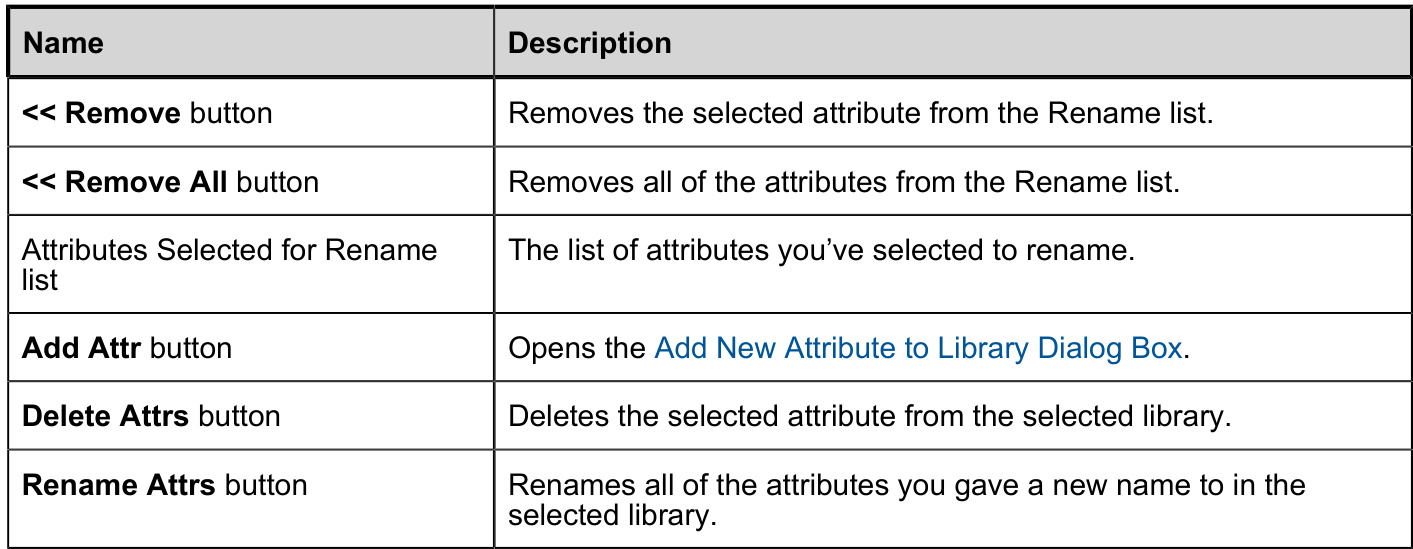 Name Description
<< Remove button Removes the selected attribute from the Rename list.
<< Remove All button Removes all of the attributes from the Rename list.
Attributes Selected for Rename The list of attributes you’ve selected to rename.
list
Add Attr button Opens the Add New Attribute to Library Dialog Box.
Delete Attrs button Deletes the selected attribute from the selected library.
Rename Attrs button Renames all of the attributes you gave a new name to in the
selected library.